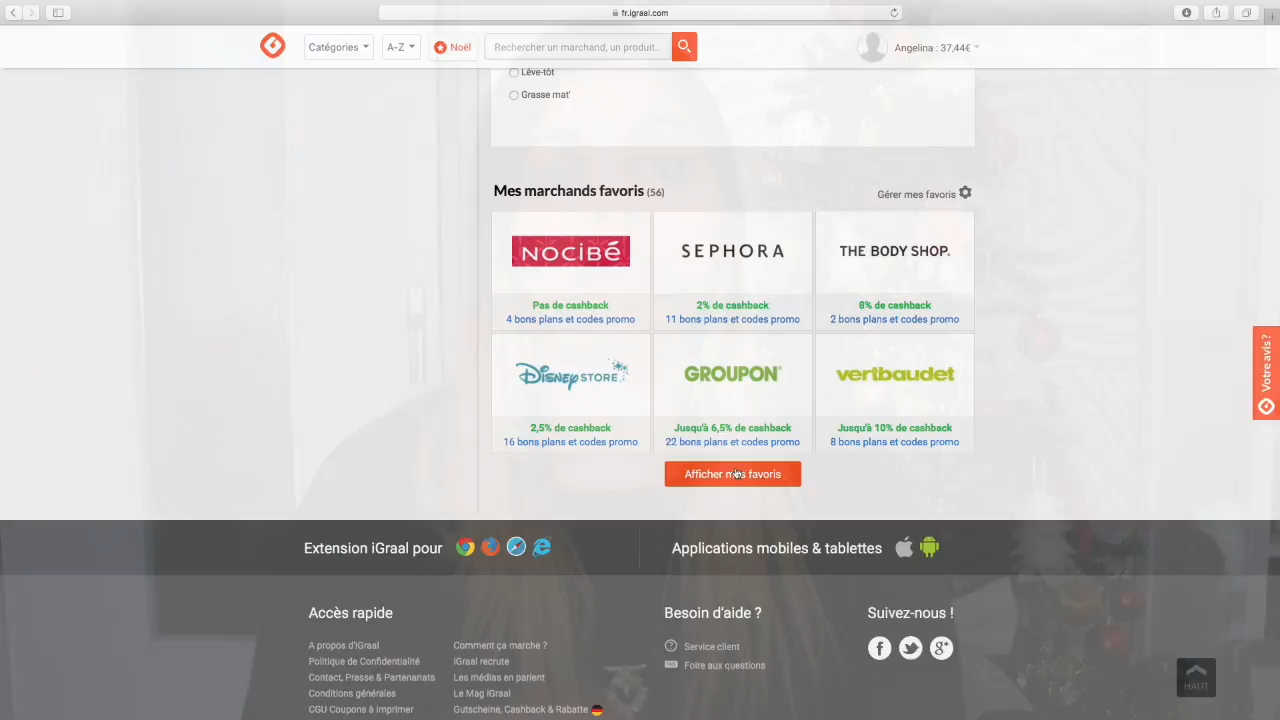 fr.igraal.com
Catégories
A-Z
Noël
Rechercher un marchand, un produit..
Angelina : 37,44€
Lève-tôt
Grasse mat'
Mes marchands favoris (56)
Gérer mes favoris
NOCIBÉ
SEPHORA
THE BODY SHOP.
Pas de cashback
2% de cashback
8% de cashback
4 bons plans et codes promo
11 bons plans et codes promo
2 bons plans et codes promo
DISNEY STORE
GROUPON
vertbaudet
2,5% de cashback
Jusqu'à 6,5% de cashback
Jusqu'à 10% de cashback
16 bons plans et codes promo
22 bons plans et codes promo
8 bons plans et codes promo
Afficher mes favoris
Votre avis ?
Extension iGraal pour
Applications mobiles & tablettes
Accès rapide
Besoin d'aide ?
Suivez-nous !
A propos d'iGraal
Comment ça marche ?
Service client
Politique de Confidentialité
iGraal recrute
Foire aux questions
Contact, Presse & Partenariats
Les médias en parlent
Conditions générales
Le Mag iGraal
CGU Coupons à imprimer
Gutscheine, Cashback & Rabatte
HAUT